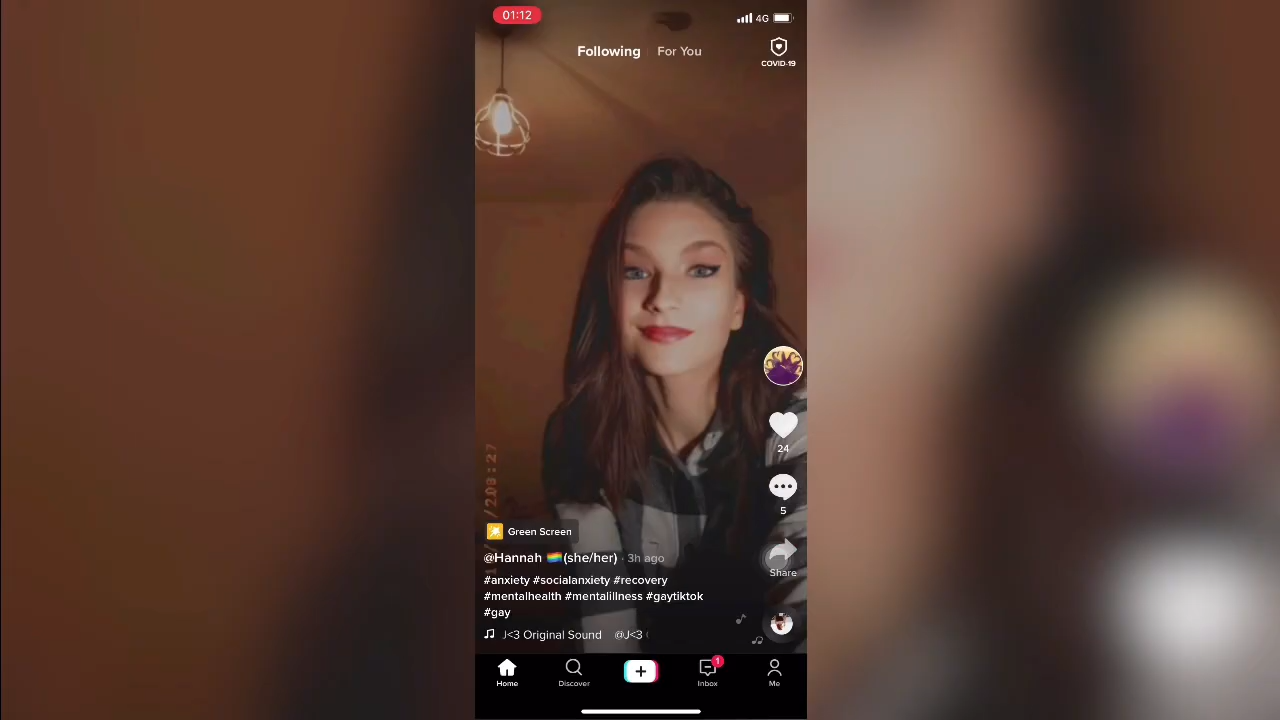 01:12
4G
Following
For You
COVID-19
24
5
Green Screen
@Hannah 🏳️‍🌈(she/her) · 3h ago
Share
#anxiety #socialanxiety #recovery
#mentalhealth #mentalillness #gaytiktok
#gay
J<3 Original Sound @J<3
Home
Discover
1
Inbox
Me